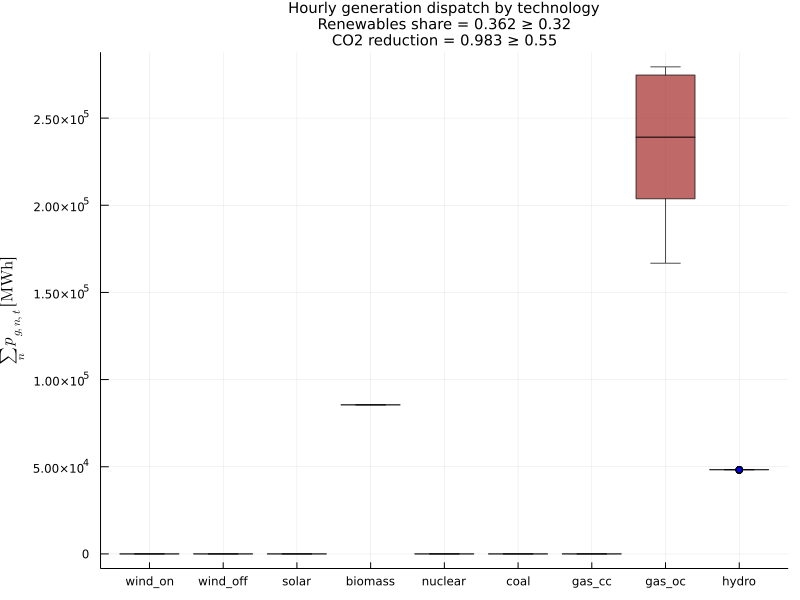 Hourly generation dispatch by technology
Renewables share = 0.362 ≥ 0.32
CO2 reduction = 0.983 ≥ 0.55
∑ₙ p_{g, n, t} [MWh]
2.50×10⁵
2.00×10⁵
1.50×10⁵
1.00×10⁵
5.00×10⁴
0
wind_on wind_off solar biomass nuclear coal gas_cc gas_oc hydro